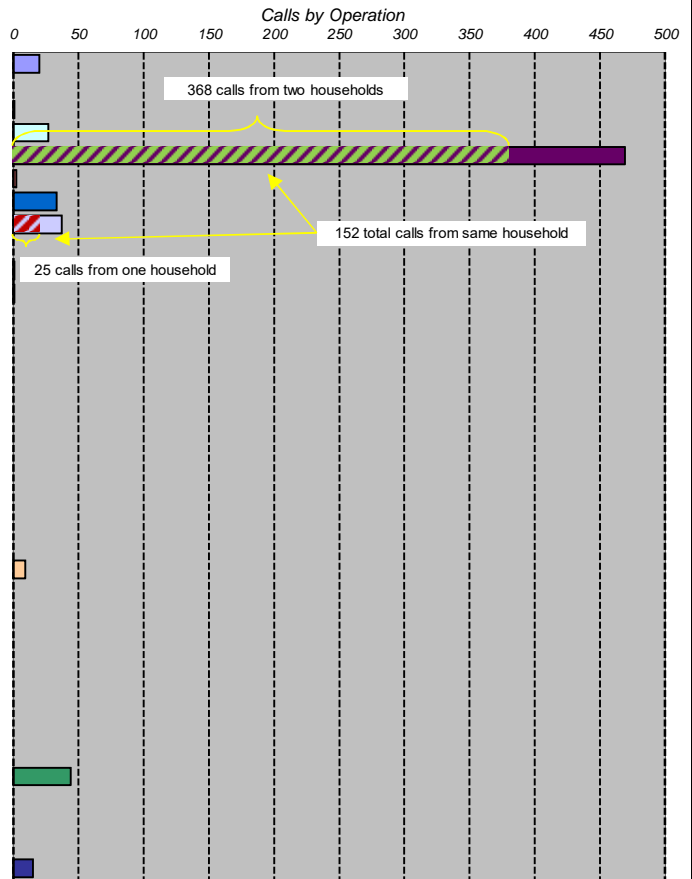 Calls by Operation
0 50 100 150 200 250 300 350 400 450 500
368 calls from two households
152 total calls from same household
25 calls from one household